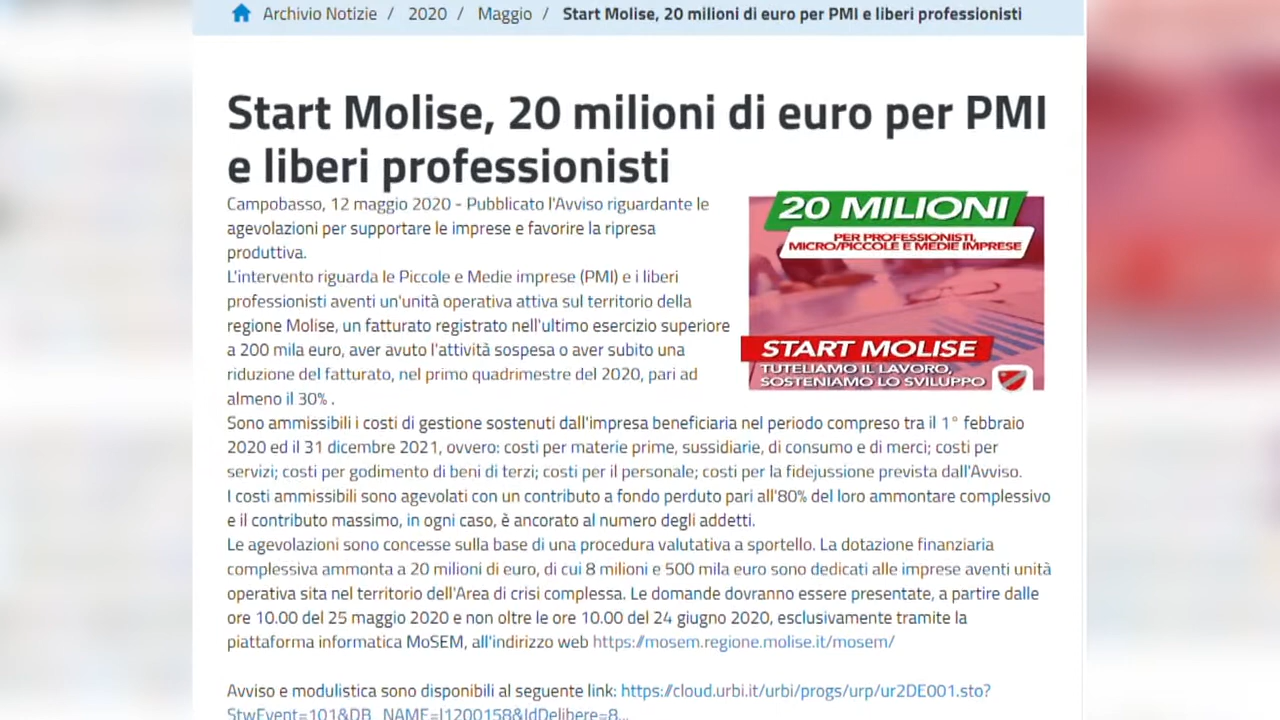 Archivio Notizie / 2020 / Maggio / Start Molise, 20 milioni di euro per PMI e liberi professionisti
Start Molise, 20 milioni di euro per PMI
e liberi professionisti
Campobasso, 12 maggio 2020 - Pubblicato l'Avviso riguardante le
agevolazioni per supportare le imprese e favorire la ripresa
produttiva.
L'intervento riguarda le Piccole e Medie imprese (PMI) e i liberi
professionisti aventi un'unità operativa attiva sul territorio della
regione Molise, un fatturato registrato nell'ultimo esercizio superiore
a 200 mila euro, aver avuto l'attività sospesa o aver subito una
riduzione del fatturato, nel primo quadrimestre del 2020, pari ad
almeno il 30% .
20 MILIONI
PER PROFESSIONISTI,
MICRO/PICCOLE E MEDIE IMPRESE
START MOLISE
TUTELIAMO IL LAVORO,
SOSTENIAMO LO SVILUPPO
Sono ammissibili i costi di gestione sostenuti dall'impresa beneficiaria nel periodo compreso tra il 1° febbraio
2020 ed il 31 dicembre 2021, ovvero: costi per materie prime, sussidiarie, di consumo e di merci; costi per
servizi; costi per godimento di beni di terzi; costi per il personale; costi per la fidejussione prevista dall'Avviso.
I costi ammissibili sono agevolati con un contributo a fondo perduto pari all'80% del loro ammontare complessivo
e il contributo massimo, in ogni caso, è ancorato al numero degli addetti.
Le agevolazioni sono concesse sulla base di una procedura valutativa a sportello. La dotazione finanziaria
complessiva ammonta a 20 milioni di euro, di cui 8 milioni e 500 mila euro sono dedicati alle imprese aventi unità
operativa sita nel territorio dell'Area di crisi complessa. Le domande dovranno essere presentate, a partire dalle
ore 10.00 del 25 maggio 2020 e non oltre le ore 10.00 del 24 giugno 2020, esclusivamente tramite la
piattaforma informatica MoSEM, all'indirizzo web https://mosem.regione.molise.it/mosem/
Avviso e modulistica sono disponibili al seguente link: https://cloud.urbi.it/urbi/progs/urp/ur2DE001.sto?
StwEvent=101&DB_NAME=l1200158&IdDelibere=8...